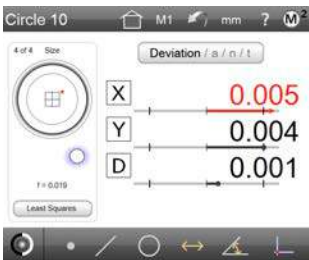 Circle 10 M1 mm ? M2
4 of 4 Size
Deviation / a / n / t
X 0.005
Y 0.004
D 0.001
f = 0.019
Least Squares